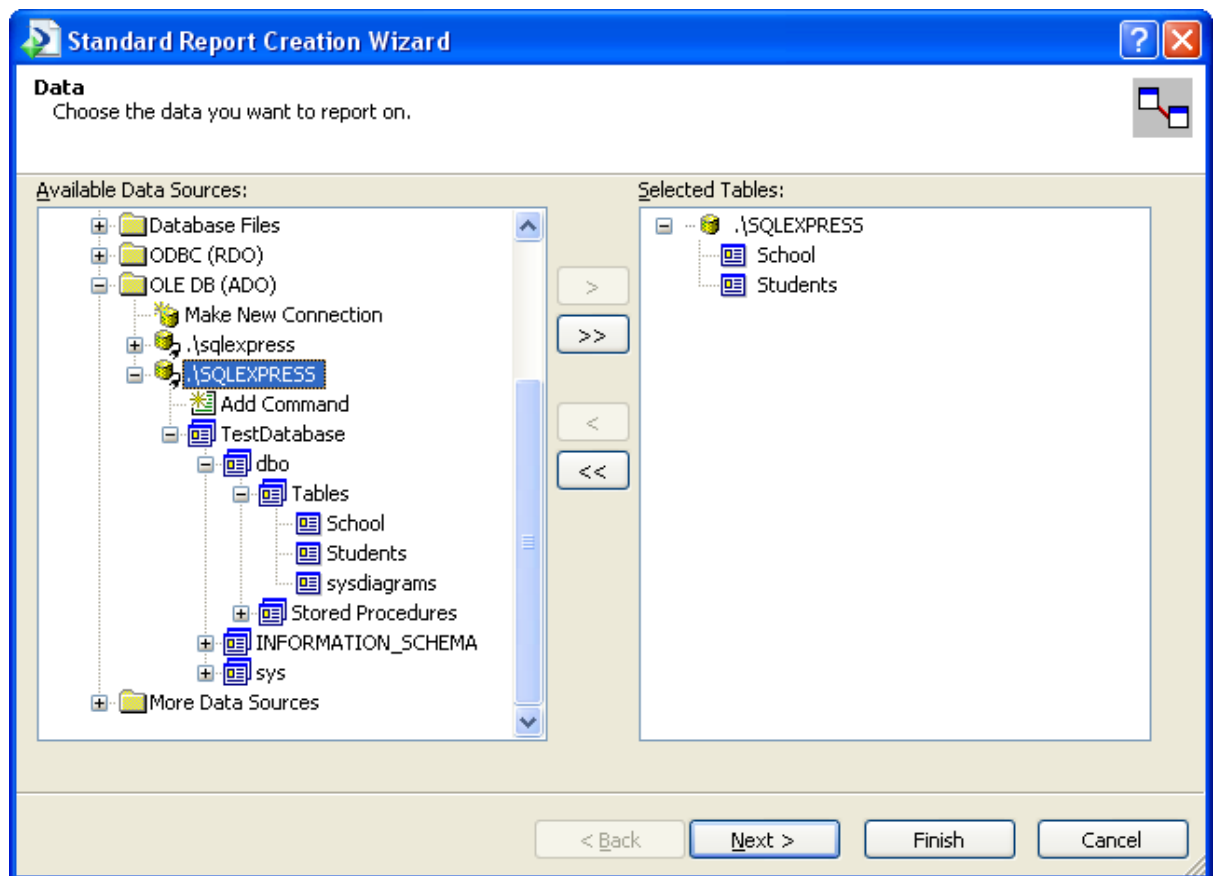 Standard Report Creation Wizard
Data
Choose the data you want to report on.
Available Data Sources:
Database Files
ODBC (RDO)
OLE DB (ADO)
Make New Connection
.\sqlexpress
.\SQLEXPRESS
Add Command
TestDatabase
dbo
Tables
School
Students
sysdiagrams
Stored Procedures
INFORMATION_SCHEMA
sys
More Data Sources
>
>>
<
<<
Selected Tables:
.\SQLEXPRESS
School
Students
< Back
Next >
Finish
Cancel